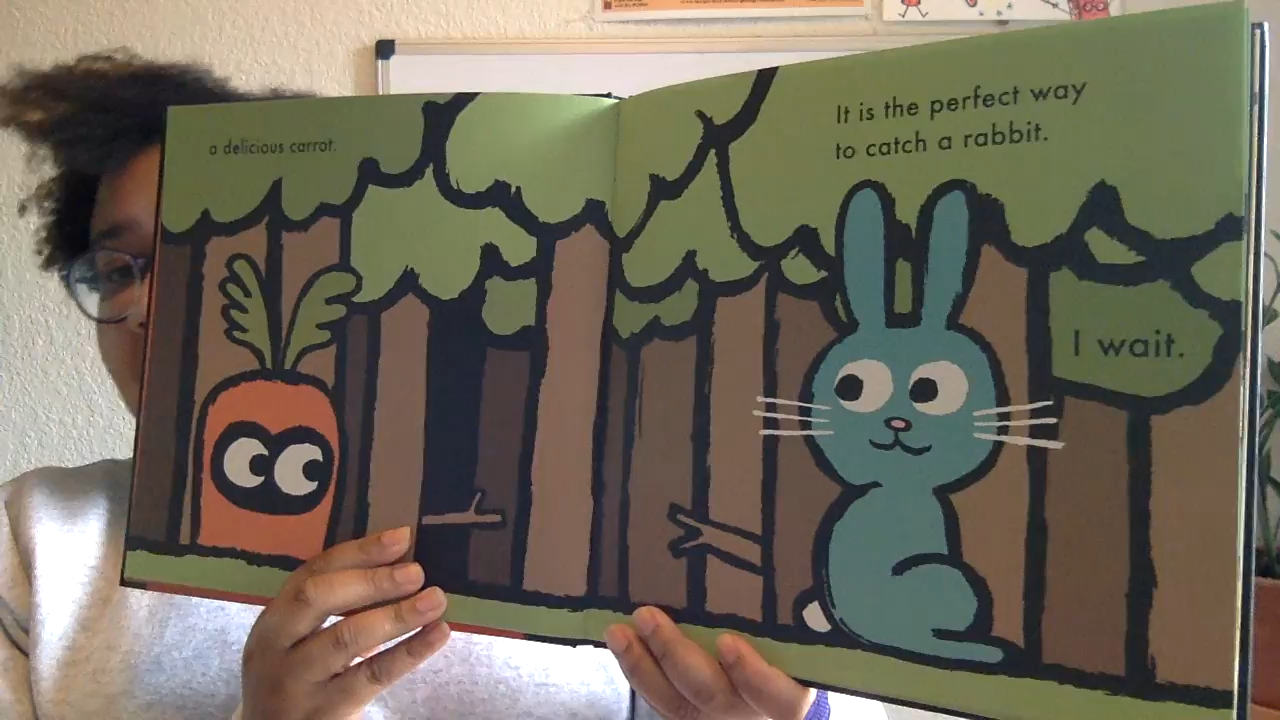 a delicious carrot.
It is the perfect way
to catch a rabbit.
I wait.